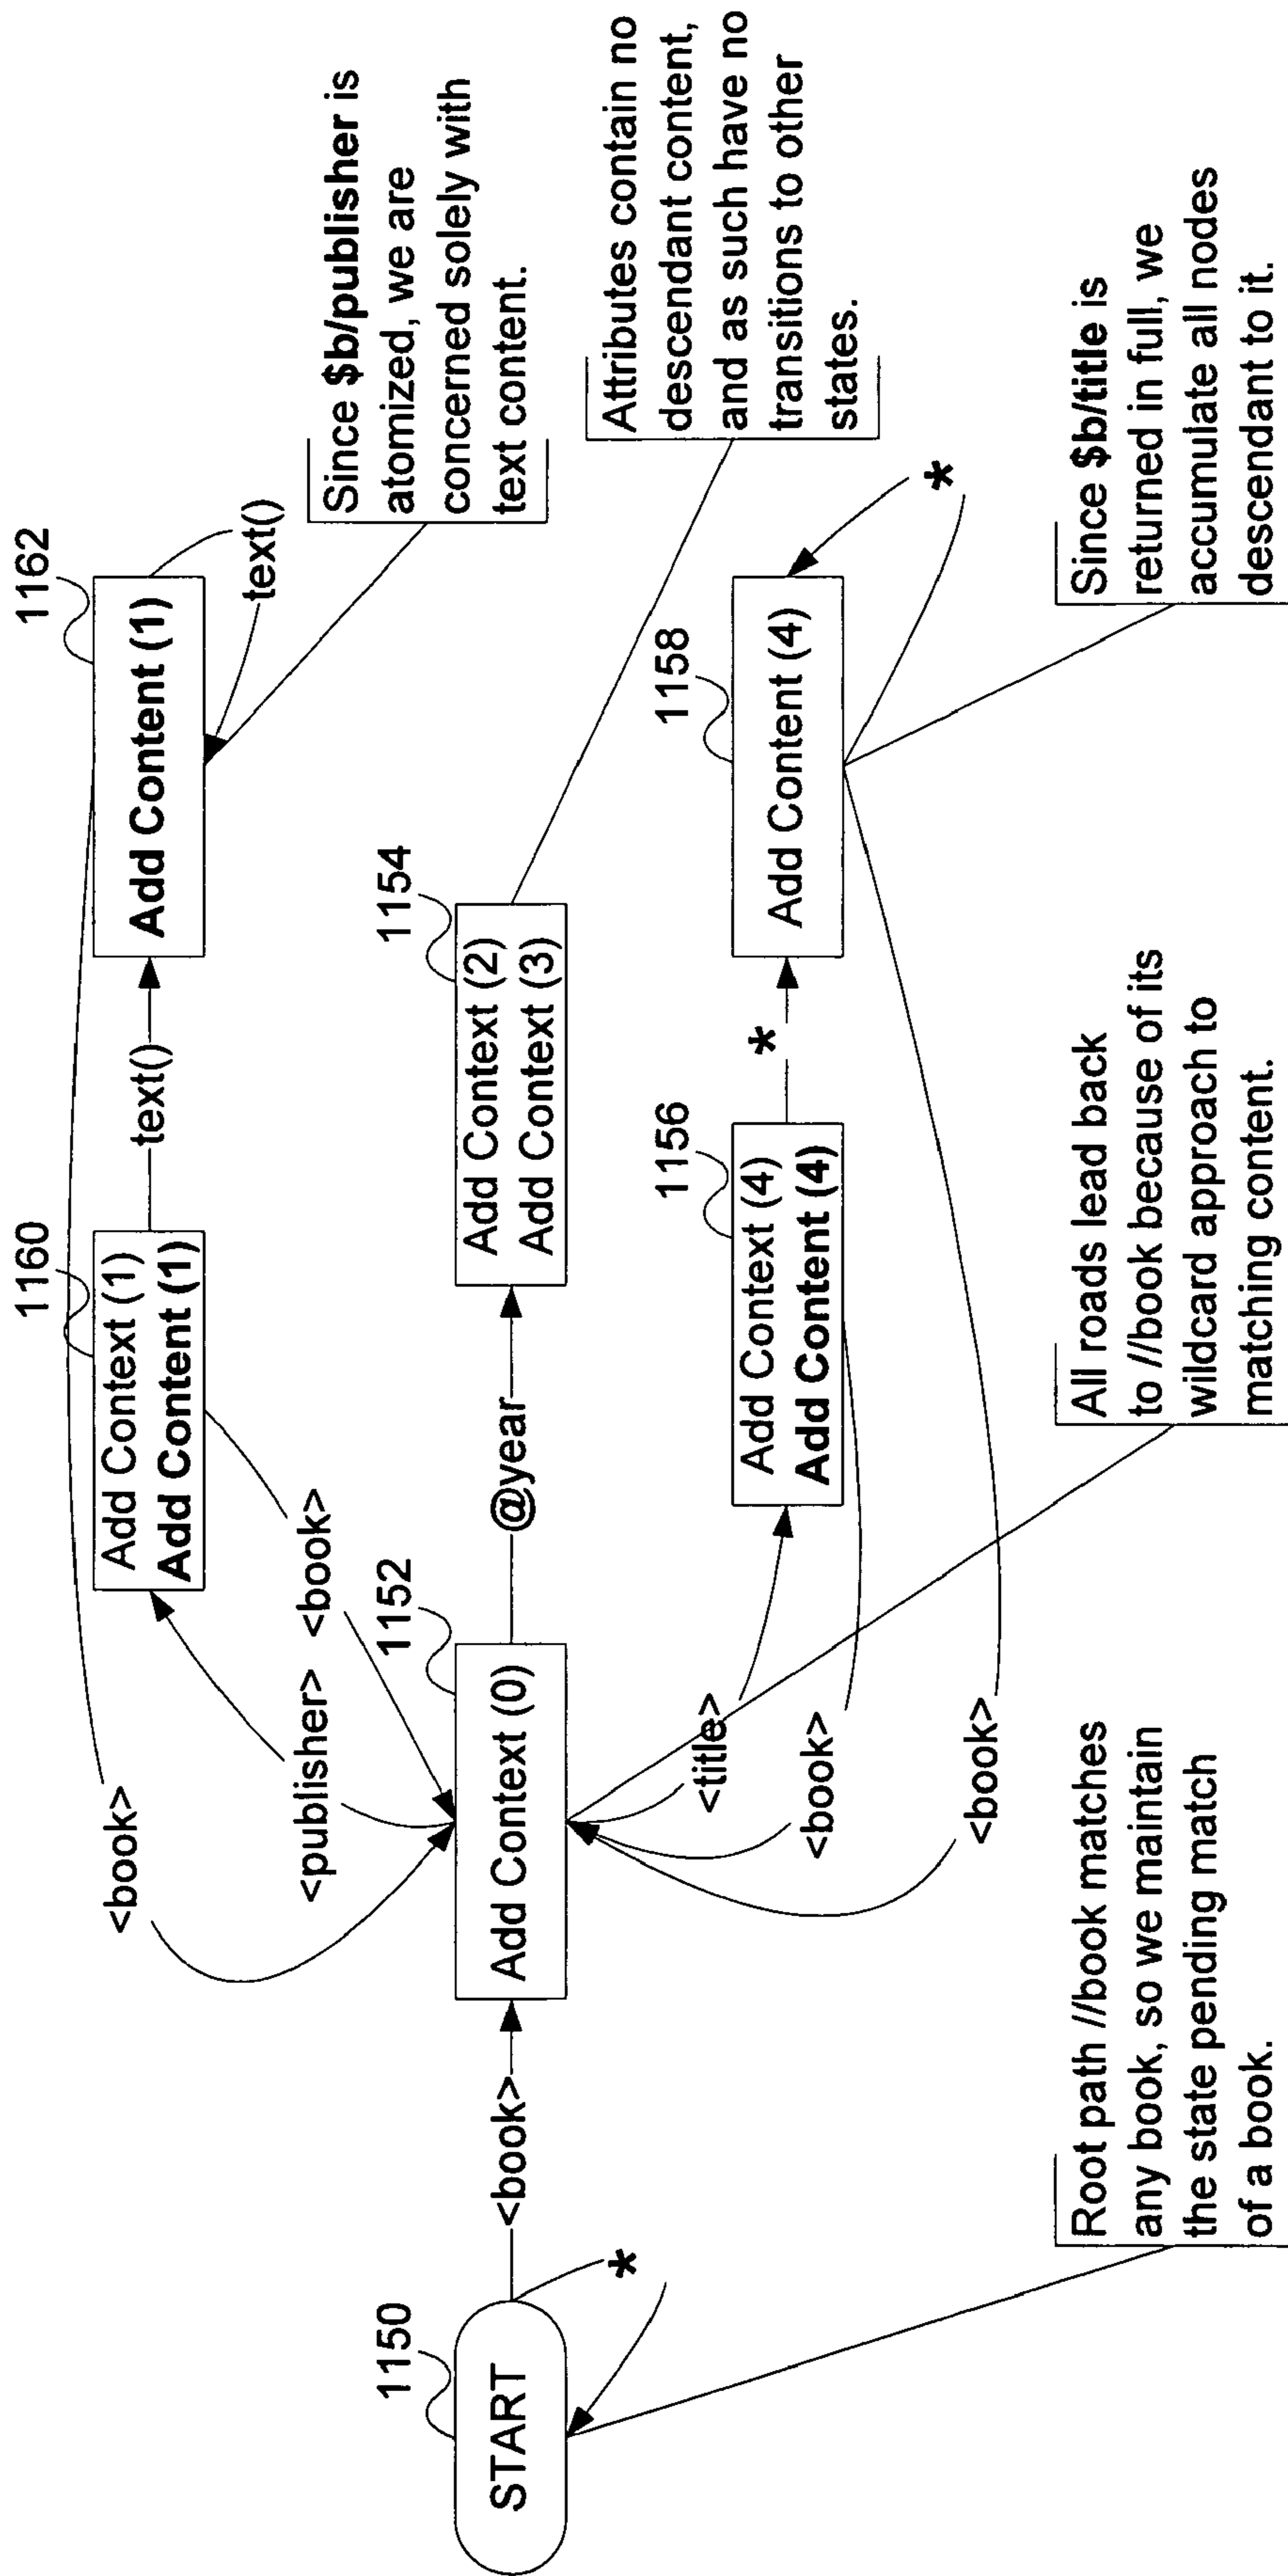 1162
<book>
1160
Add Context (1)
Add Content (1)
text()
Add Content (1)
text()
<publisher>
<book>
Since $b/publisher is
atomized, we are
concerned solely with
text content.
1150
START
*
<book>
1152
Add Context (0)
@year
1154
Add Context (2)
Add Context (3)
Attributes contain no
descendant content,
and as such have no
transitions to other
states.
<title>
<book>
<book>
1156
Add Context (4)
Add Content (4)
*
1158
Add Content (4)
*
Root path //book matches
any book, so we maintain
the state pending match
of a book.
All roads lead back
to //book because of its
wildcard approach to
matching content.
Since $b/title is
returned in full, we
accumulate all nodes
descendant to it.